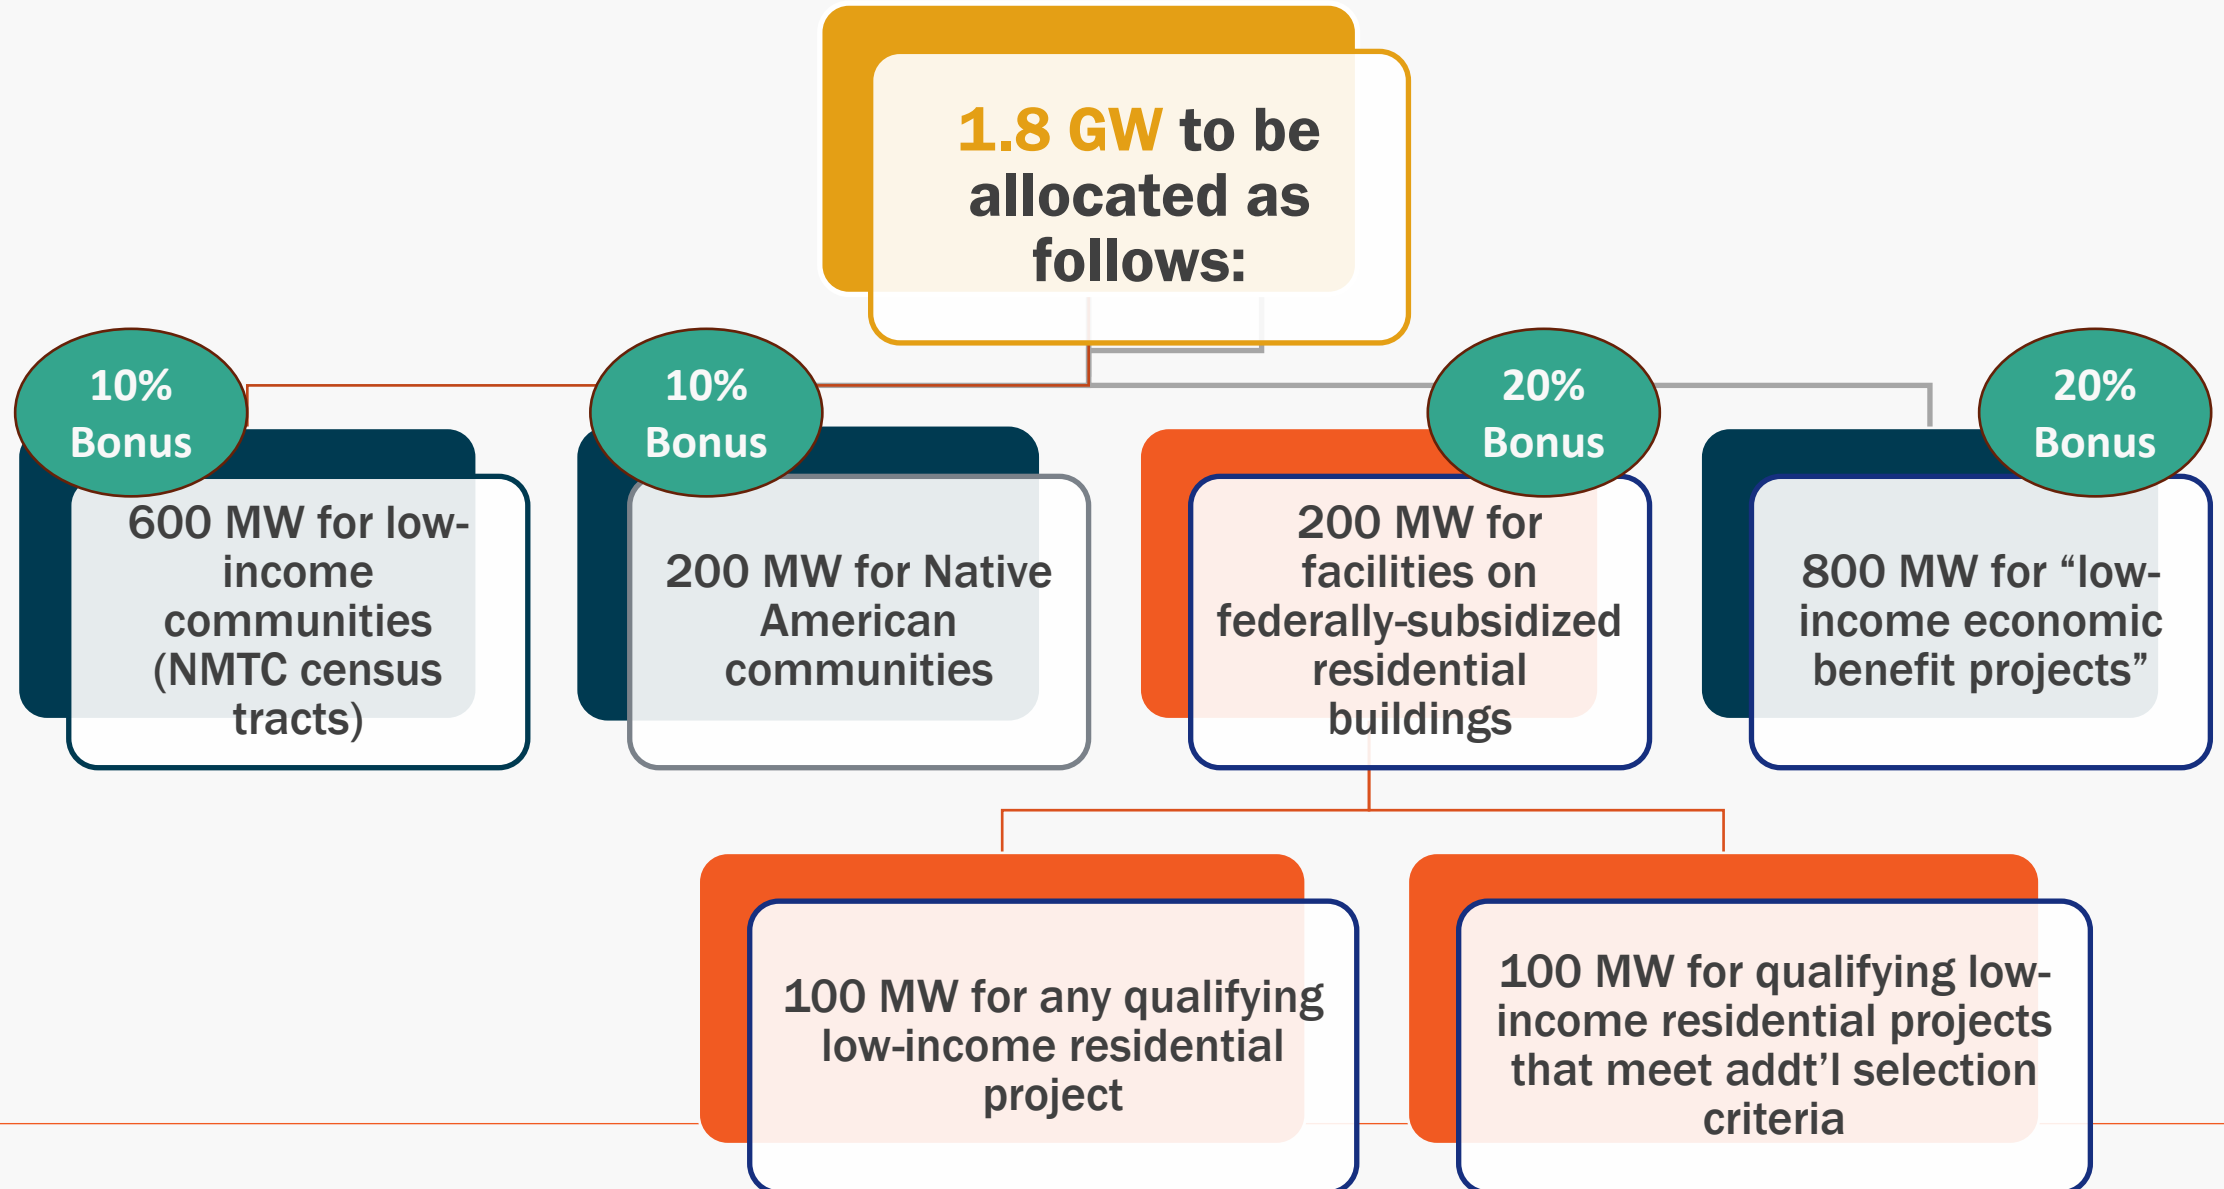 1.8 GW to be
allocated as
follows:
10%
Bonus
600 MW for low-
income
communities
(NMTC census
tracts)
10%
Bonus
200 MW for Native
American
communities
20%
Bonus
200 MW for
facilities on
federally-subsidized
residential
buildings
20%
Bonus
800 MW for “low-
income economic
benefit projects”
100 MW for any qualifying
low-income residential
project
100 MW for qualifying low-
income residential projects
that meet addt’l selection
criteria